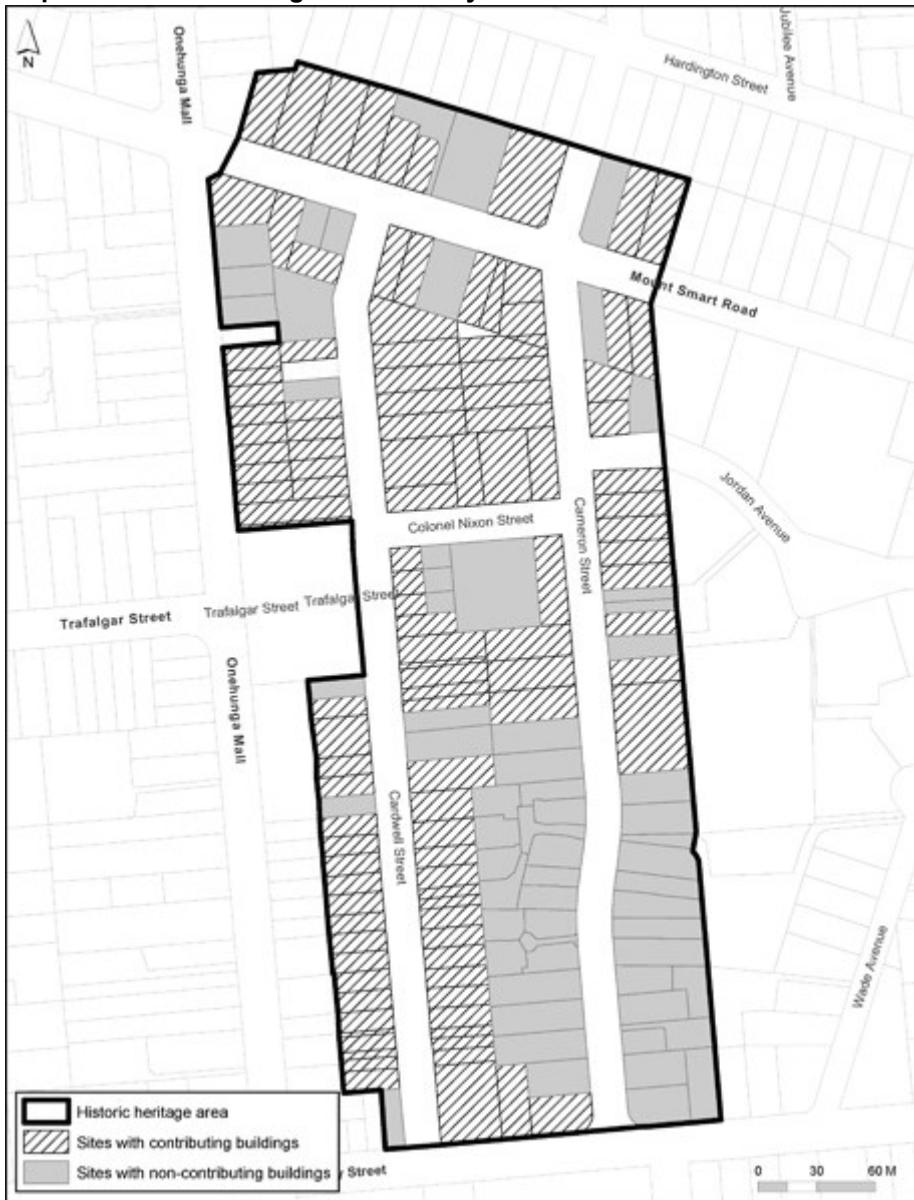 N
Onehunga Mall
Jubilee Avenue
Hardington Street
Mount Smart Road
Jordan Avenue
Colonel Nixon Street
Cameron Street
Trafalgar Street
Trafalgar Street
Trafalgar Street
Onehunga Mall
Cardwell Street
Wade Avenue
Historic heritage area
Sites with contributing buildings
Sites with non-contributing buildings
Street
0 30 60 M